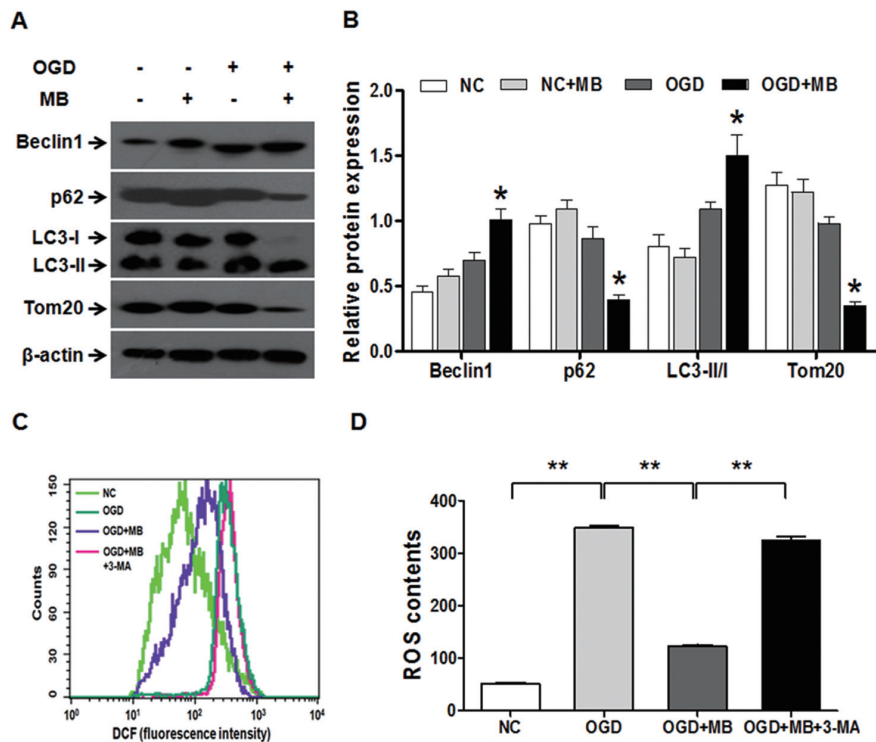 A
OGD - - + +
MB - + - +
Beclin1
p62
LC3-I
LC3-II
Tom20
β-actin
B
NC NC+MB OGD OGD+MB
Relative protein expression
2.0
1.5
1.0
0.5
0.0
* * * *
Beclin1 p62 LC3-II/I Tom20
C
NC
OGD
OGD+MB
OGD+MB
+3-MA
Counts
150
120
90
60
30
0
10⁰ 10¹ 10² 10³ 10⁴
DCF (fluorescence intensity)
D
** ** **
ROS contents
400
300
200
100
0
NC OGD OGD+MB OGD+MB+3-MA